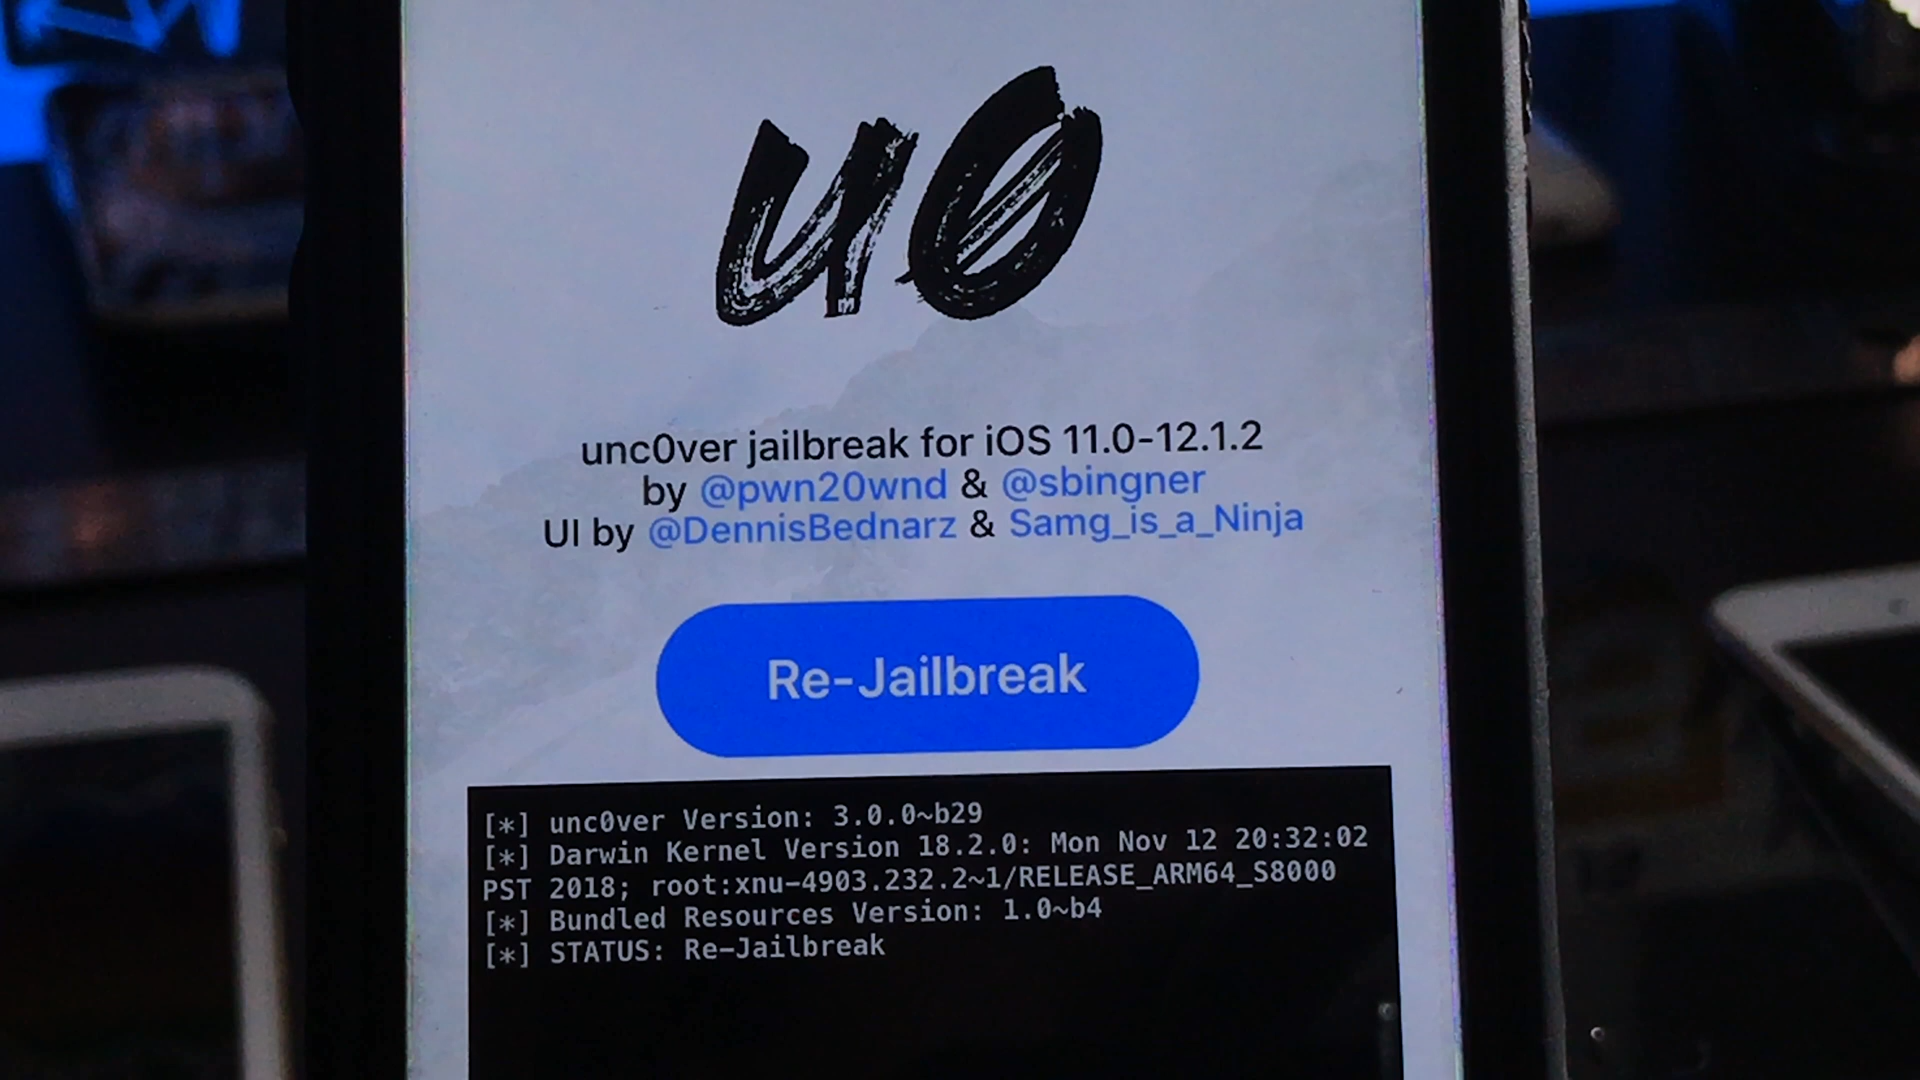 u0
unc0ver jailbreak for iOS 11.0-12.1.2
by @pwn20wnd & @sbingner
UI by @DennisBednarz & Samg_is_a_Ninja
Re-Jailbreak
[*] unc0ver Version: 3.0.0~b29
[*] Darwin Kernel Version 18.2.0: Mon Nov 12 20:32:02
PST 2018; root:xnu-4903.232.2~1/RELEASE_ARM64_S8000
[*] Bundled Resources Version: 1.0~b4
[*] STATUS: Re-Jailbreak